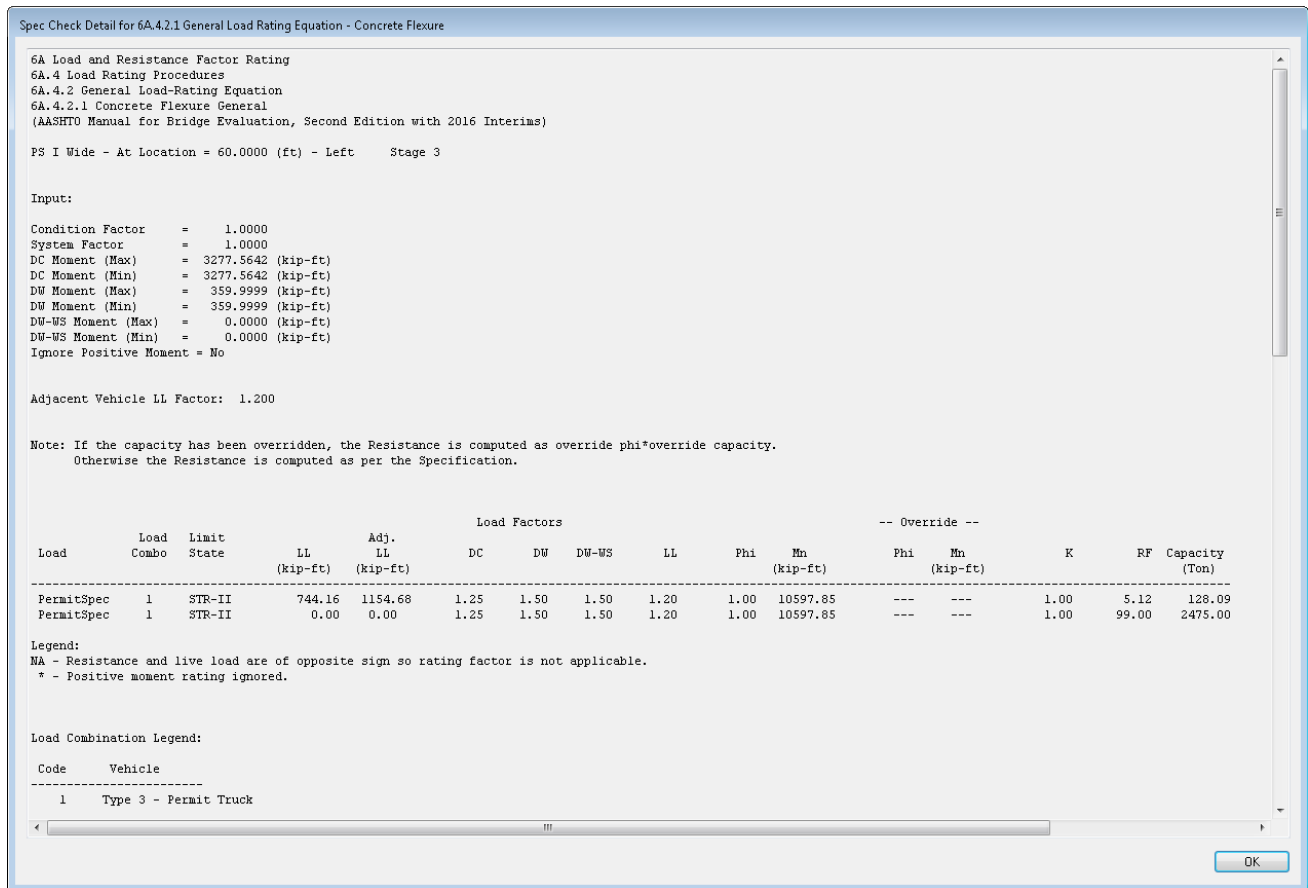 Spec Check Detail for 6A.4.2.1 General Load Rating Equation - Concrete Flexure
6A Load and Resistance Factor Rating
6A.4 Load Rating Procedures
6A.4.2 General Load-Rating Equation
6A.4.2.1 Concrete Flexure General
(AASHTO Manual for Bridge Evaluation, Second Edition with 2016 Interims)
PS I Wide - At Location = 60.0000 (ft) - Left     Stage 3
Input:
Condition Factor     =     1.0000
System Factor        =     1.0000
DC Moment (Max)      =  3277.5642 (kip-ft)
DC Moment (Min)      =  3277.5642 (kip-ft)
DW Moment (Max)      =   359.9999 (kip-ft)
DW Moment (Min)      =   359.9999 (kip-ft)
DW-WS Moment (Max)   =     0.0000 (kip-ft)
DW-WS Moment (Min)   =     0.0000 (kip-ft)
Ignore Positive Moment = No
Adjacent Vehicle LL Factor:  1.200
Note: If the capacity has been overridden, the Resistance is computed as override phi*override capacity.
Otherwise the Resistance is computed as per the Specification.
Load Factors     -- Override --
Load  Limit     Adj.
Load  Combo  State  LL  LL  DC  DW  DW-WS  LL  Phi  Mn  Phi  Mn  K  RF  Capacity
(kip-ft)  (kip-ft)  (kip-ft)  (kip-ft)  (Ton)
PermitSpec  1  STR-II  744.16  1154.68  1.25  1.50  1.50  1.20  1.00  10597.85  ---  ---  1.00  5.12  128.09
PermitSpec  1  STR-II  0.00  0.00  1.25  1.50  1.50  1.20  1.00  10597.85  ---  ---  1.00  99.00  2475.00
Legend:
NA - Resistance and live load are of opposite sign so rating factor is not applicable.
* - Positive moment rating ignored.
Load Combination Legend:
Code  Vehicle
1  Type 3 - Permit Truck
OK